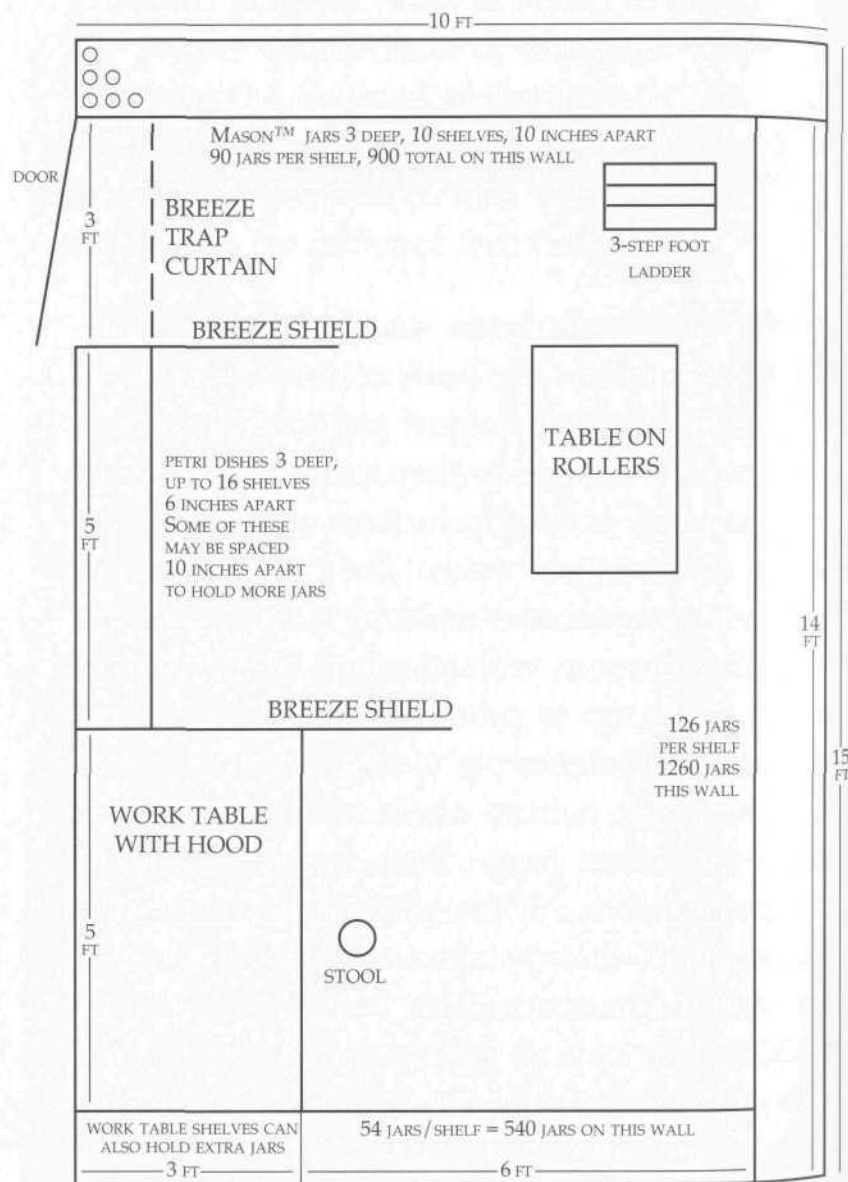 10 FT
MASON™ JARS 3 DEEP, 10 SHELVES, 10 INCHES APART
90 JARS PER SHELF, 900 TOTAL ON THIS WALL
DOOR
3
FT
BREEZE
TRAP
CURTAIN
3-STEP FOOT
LADDER
BREEZE SHIELD
TABLE ON
ROLLERS
PETRI DISHES 3 DEEP,
UP TO 16 SHELVES
6 INCHES APART
SOME OF THESE
MAY BE SPACED
10 INCHES APART
TO HOLD MORE JARS
5
FT
14
FT
BREEZE SHIELD
126 JARS
PER SHELF
1260 JARS
THIS WALL
15
FT
WORK TABLE
WITH HOOD
5
FT
STOOL
WORK TABLE SHELVES CAN
ALSO HOLD EXTRA JARS
54 JARS/SHELF = 540 JARS ON THIS WALL
3 FT
6 FT